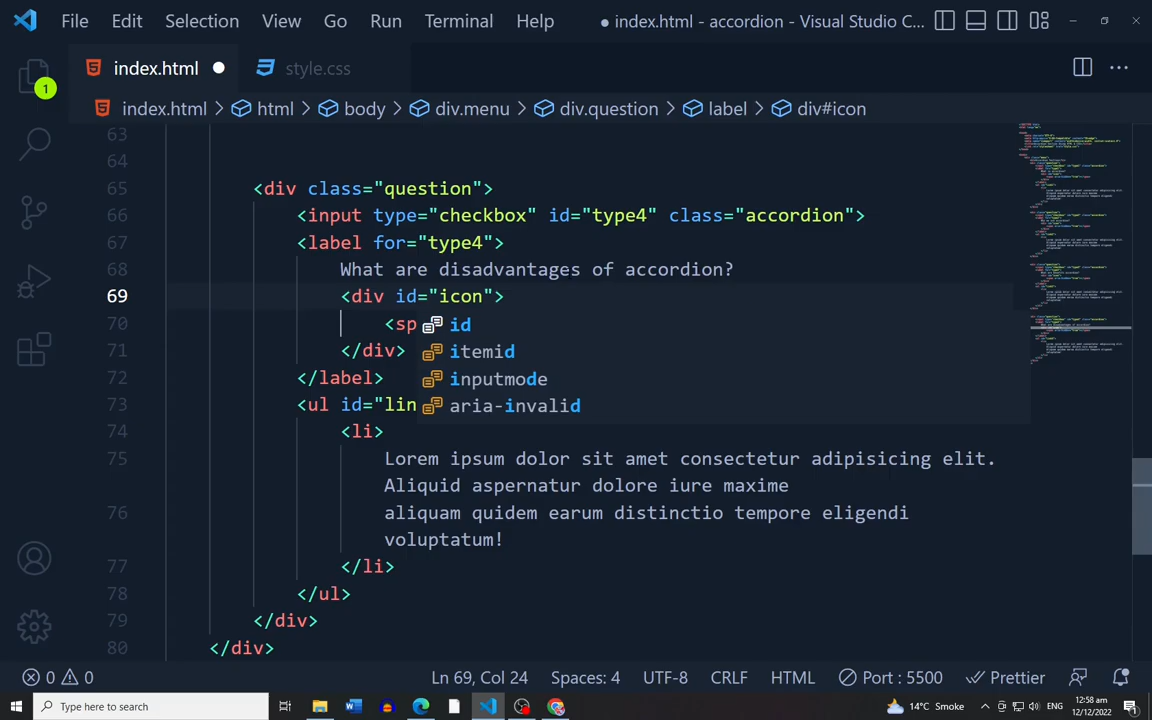 File Edit Selection View Go Run Terminal Help ● index.html - accordion - Visual Studio C...
index.html ● style.css
index.html > html > body > div.menu > div.question > label > div#icon
1
63
64
65 <div class="question">
66 <input type="checkbox" id="type4" class="accordion">
67 <label for="type4">
68 What are disadvantages of accordion?
69 <div id="icon">
70 <sp
id
71 </div>
itemid
72 </label>
inputmode
73 <ul id="lin
aria-invalid
74 <li>
75 Lorem ipsum dolor sit amet consectetur adipisicing elit.
Aliquid aspernatur dolore iure maxime
76 aliquam quidem earum distinctio tempore eligendi
voluptatum!
77 </li>
78 </ul>
79 </div>
80 </div>
0 0 Ln 69, Col 24 Spaces: 4 UTF-8 CRLF HTML Port : 5500 Prettier
Type here to search 14°C Smoke ENG 12:58 am
12/12/2022